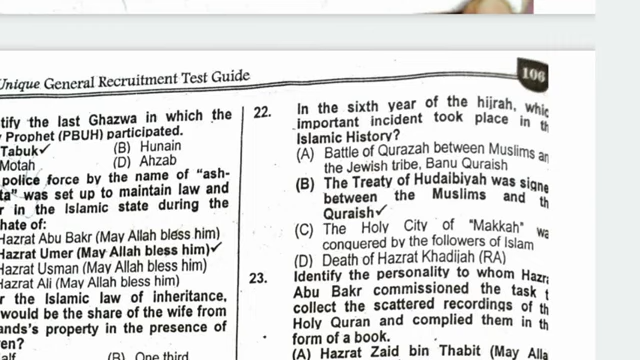 Unique General Recruitment Test Guide
106
tify the last Ghazwa in which the
Prophet (PBUH) participated.
Tabuk✓ (B) Hunain
Motah (D) Ahzab
police force by the name of "ash-
ta" was set up to maintain law and
r in the Islamic state during the
hate of:
Hazrat Abu Bakr (May Allah bless him)
Hazrat Umer (May Allah bless him)✓
Hazrat Usman (May Allah bless him)
Hazrat Ali (May Allah bless him)
r the Islamic law of inheritance,
would be the share of the wife from
ands's property in the presence of
en?
alf (B) One third
22. In the sixth year of the hijrah, whic
important incident took place in th
Islamic History?
(A) Battle of Qurazah between Muslims an
the Jewish tribe, Banu Quraish
(B) The Treaty of Hudaibiyah was signe
between the Muslims and th
Quraish✓
(C) The Holy City of "Makkah" wa
conquered by the followers of Islam
(D) Death of Hazrat Khadijah (RA)
23. Identify the personality to whom Hazra
Abu Bakr commissioned the task t
collect the scattered recordings of th
Holy Quran and complied them in th
form of a book.
(A) Hazrat Zaid bin Thabit (May Alla